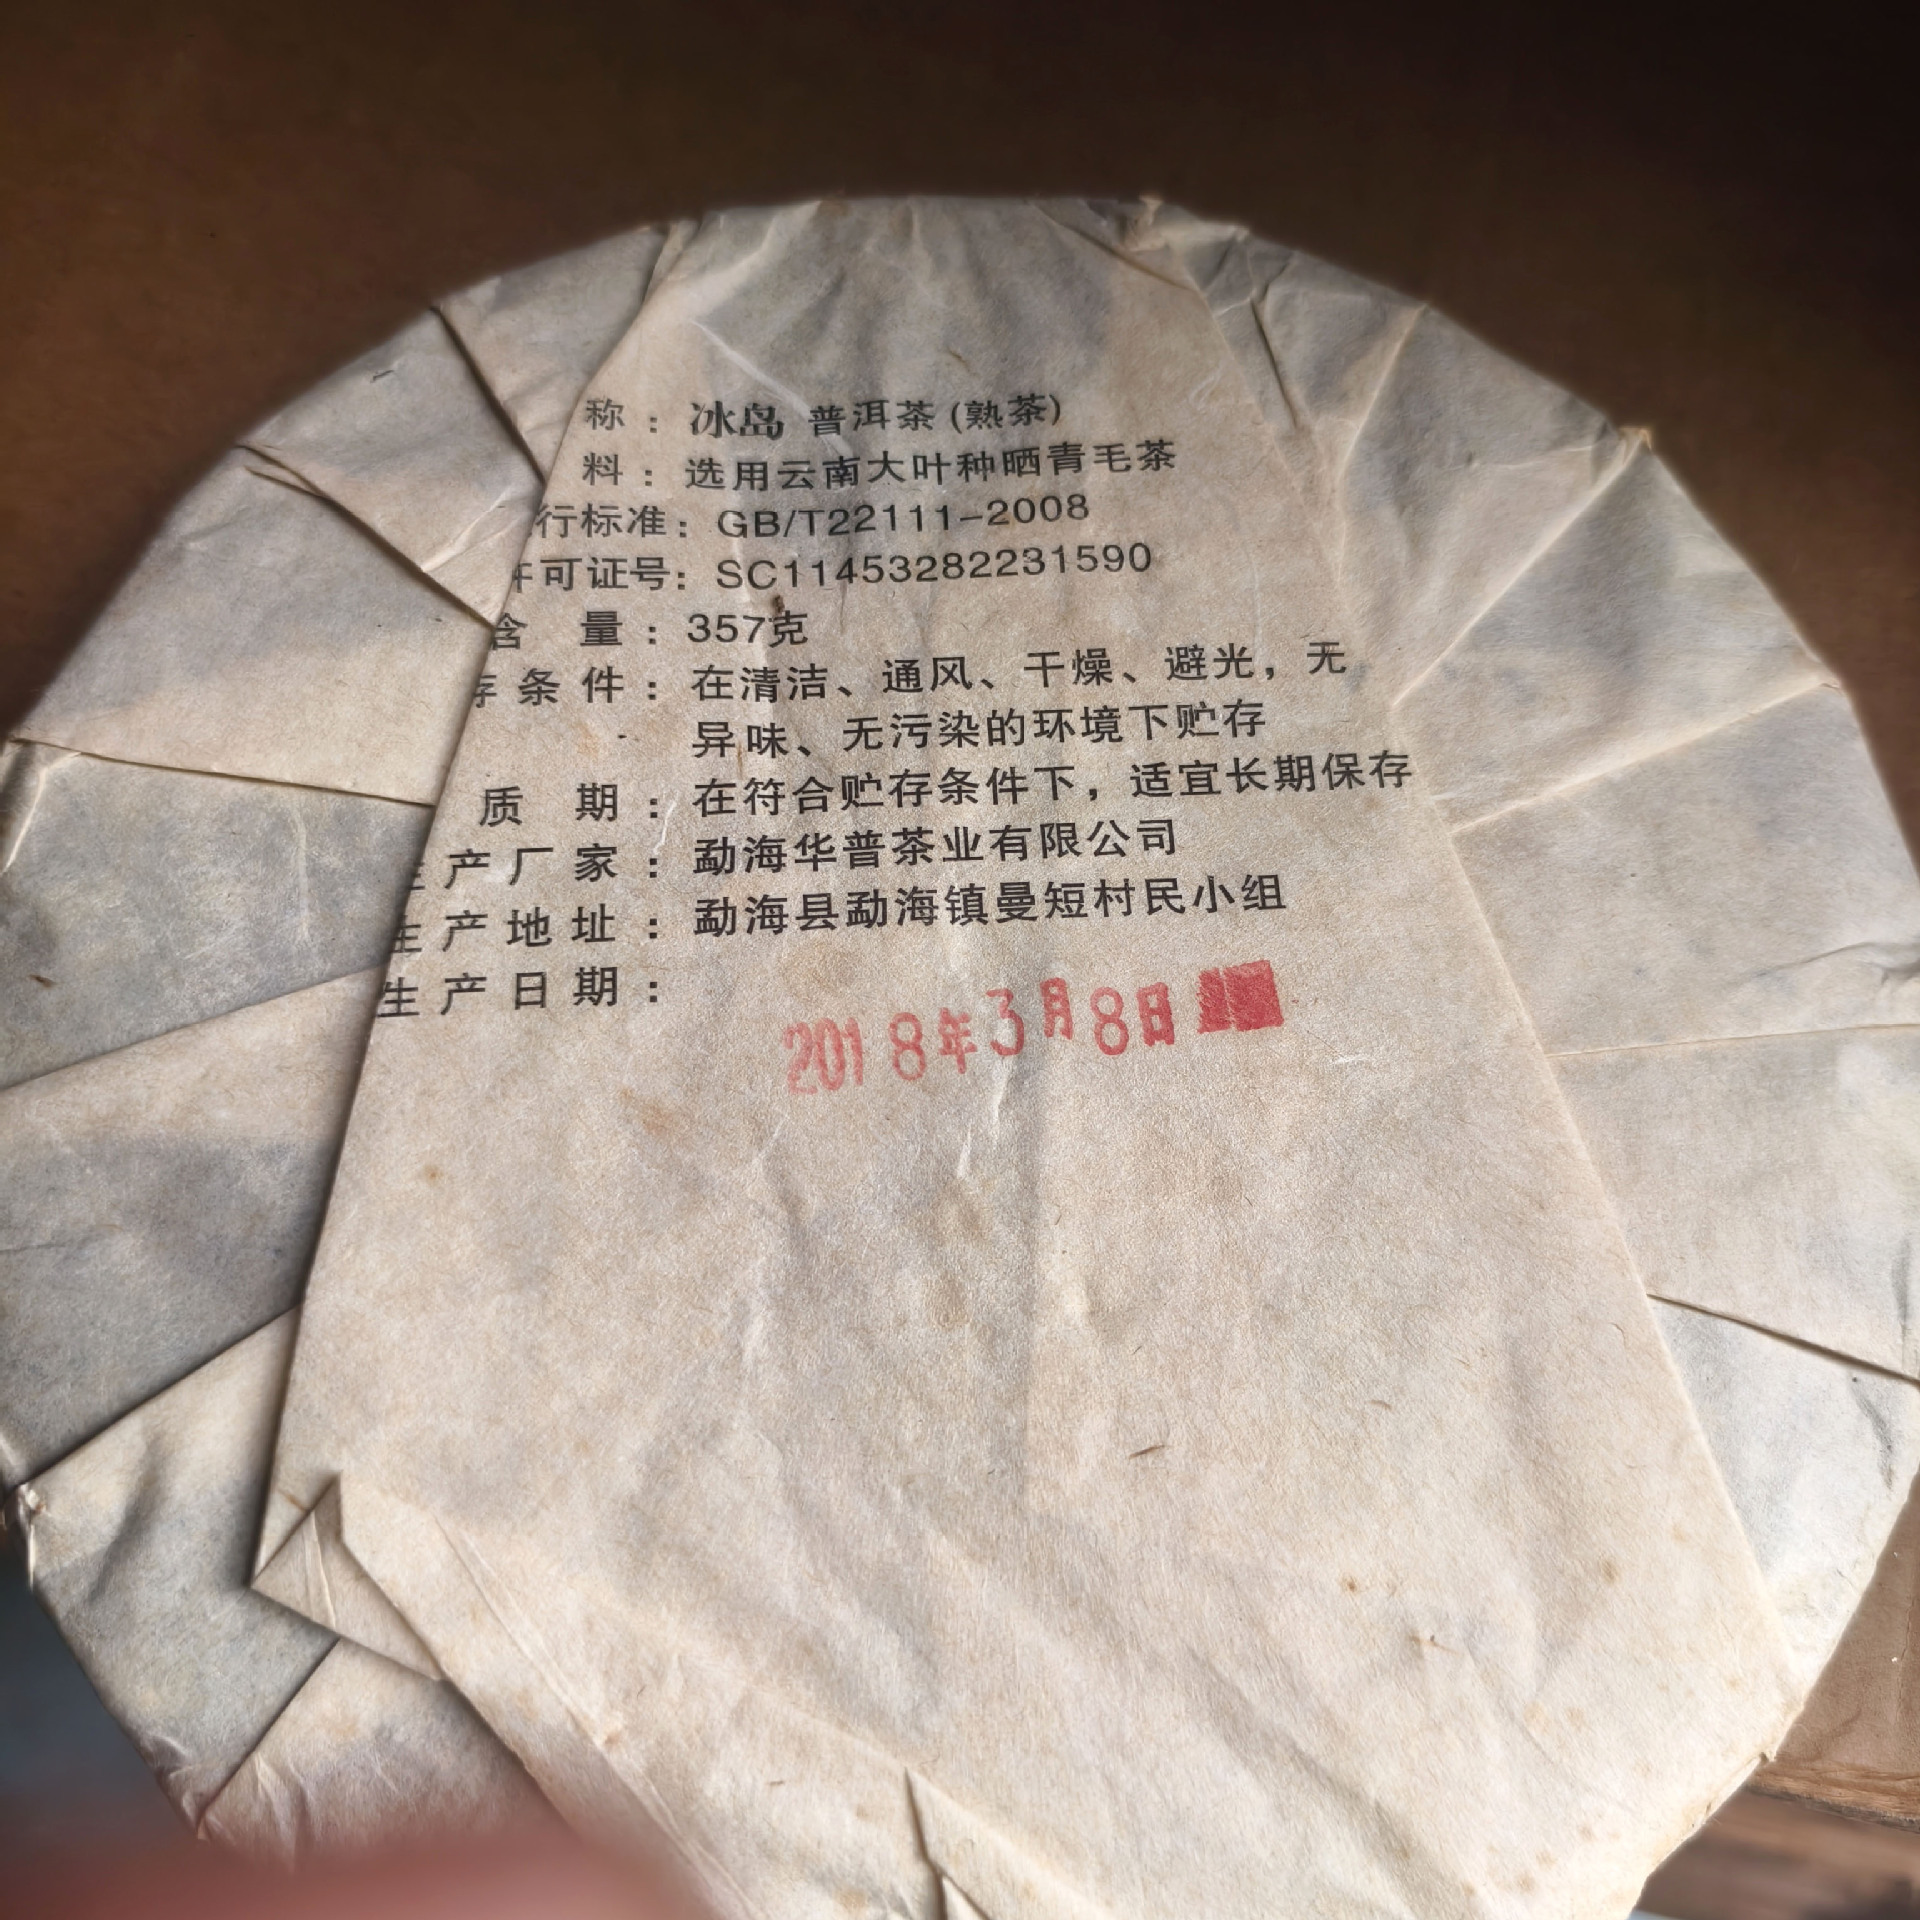 称：冰岛 普洱茶(熟茶)
料：选用云南大叶种晒青毛茶
行标准：GB/T22111-2008
许可证号：SC11453282231590
含量：357克
存条件：在清洁、通风、干燥、避光，无
异味、无污染的环境下贮存
质期：在符合贮存条件下，适宜长期保存
生产厂家：勐海华普茶业有限公司
生产地址：勐海县勐海镇曼短村民小组
生产日期：
2018年3月8日